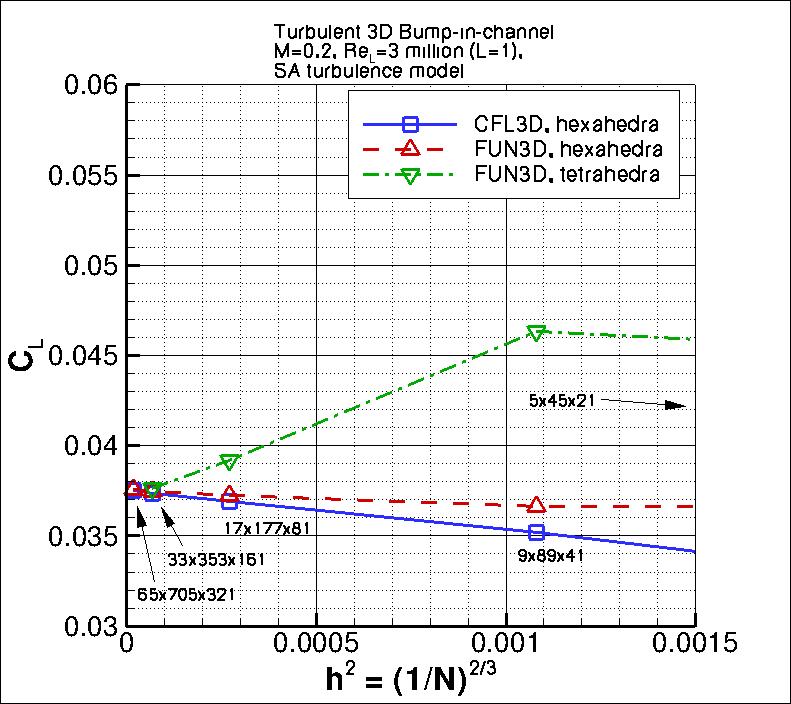 Turbulent 3D Bump-in-channel
M=0.2, Re_L=3 million (L=1),
SA turbulence model
CFL3D, hexahedra
FUN3D, hexahedra
FUN3D, tetrahedra
0.06
0.055
0.05
0.045
0.04
0.035
0.03
C_L
5x45x21
17x177x81
33x353x161
9x89x41
65x705x321
0
0.0005
0.001
0.0015
h² = (1/N)^2/3